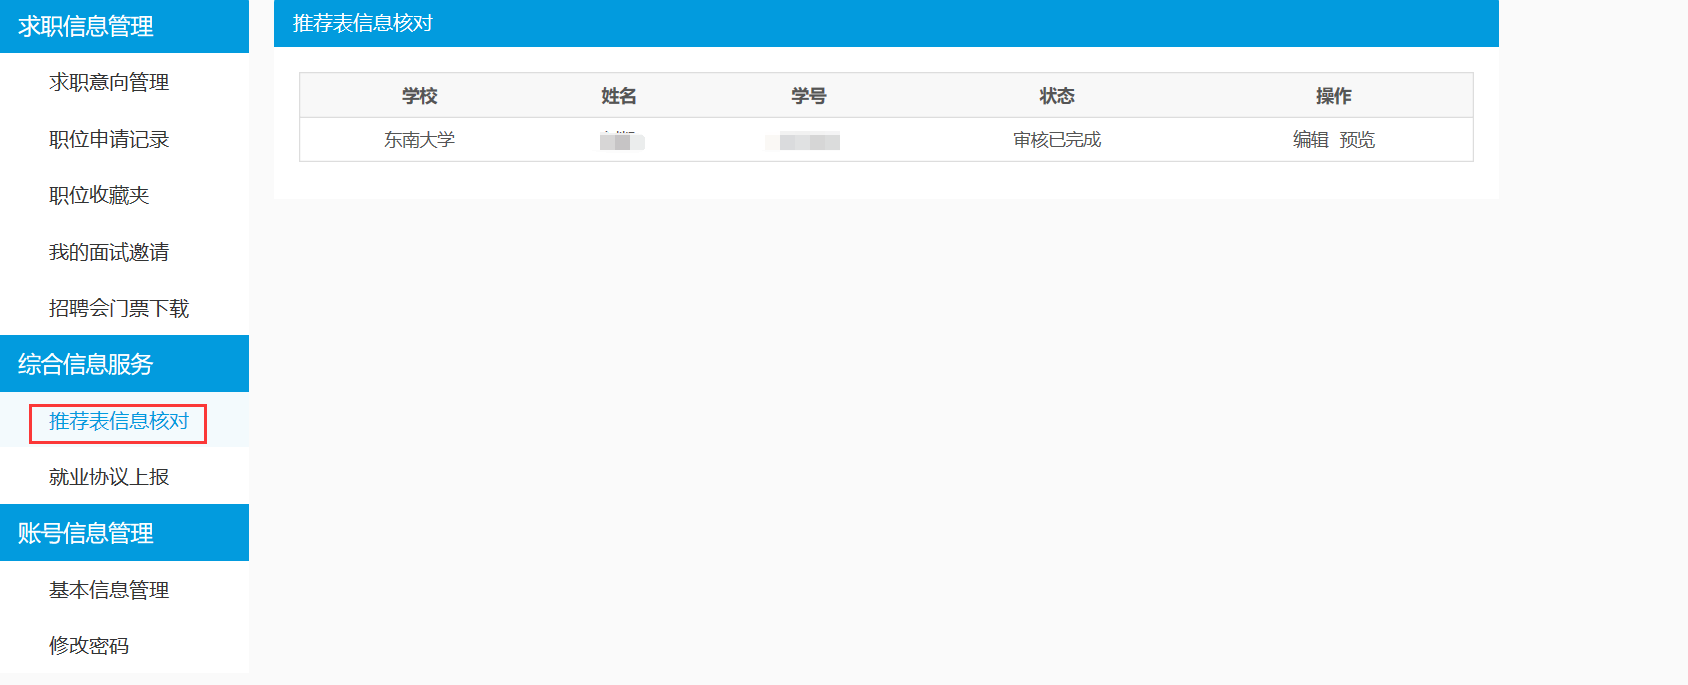 求职信息管理
求职意向管理
职位申请记录
职位收藏夹
我的面试邀请
招聘会门票下载
综合信息服务
推荐表信息核对
就业协议上报
账号信息管理
基本信息管理
修改密码
推荐表信息核对
学校 姓名 学号 状态 操作
东南大学 审核已完成 编辑 预览